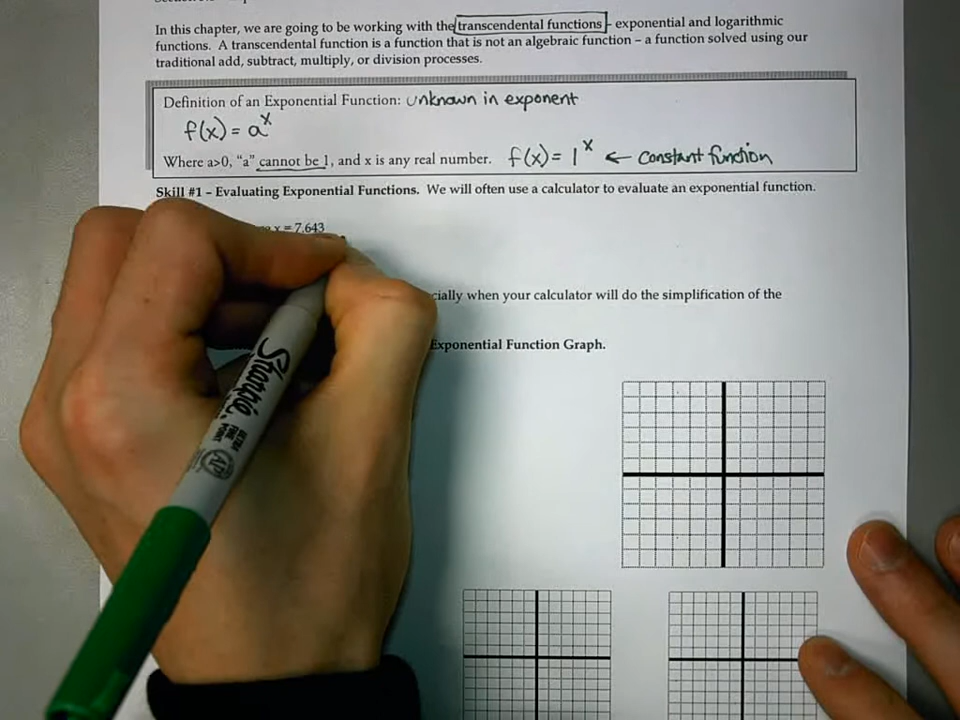 In this chapter, we are going to be working with the transcendental functions - exponential and logarithmic
functions. A transcendental function is a function that is not an algebraic function – a function solved using our
traditional add, subtract, multiply, or division processes.
Definition of an Exponential Function: unknown in exponent
f(x) = a^x
Where a>0, "a" cannot be 1, and x is any real number. f(x) = 1^x ← constant function
Skill #1 – Evaluating Exponential Functions. We will often use a calculator to evaluate an exponential function.
x = 7.643
when your calculator will do the simplification of the
Exponential Function Graph.
Sharpie
AP